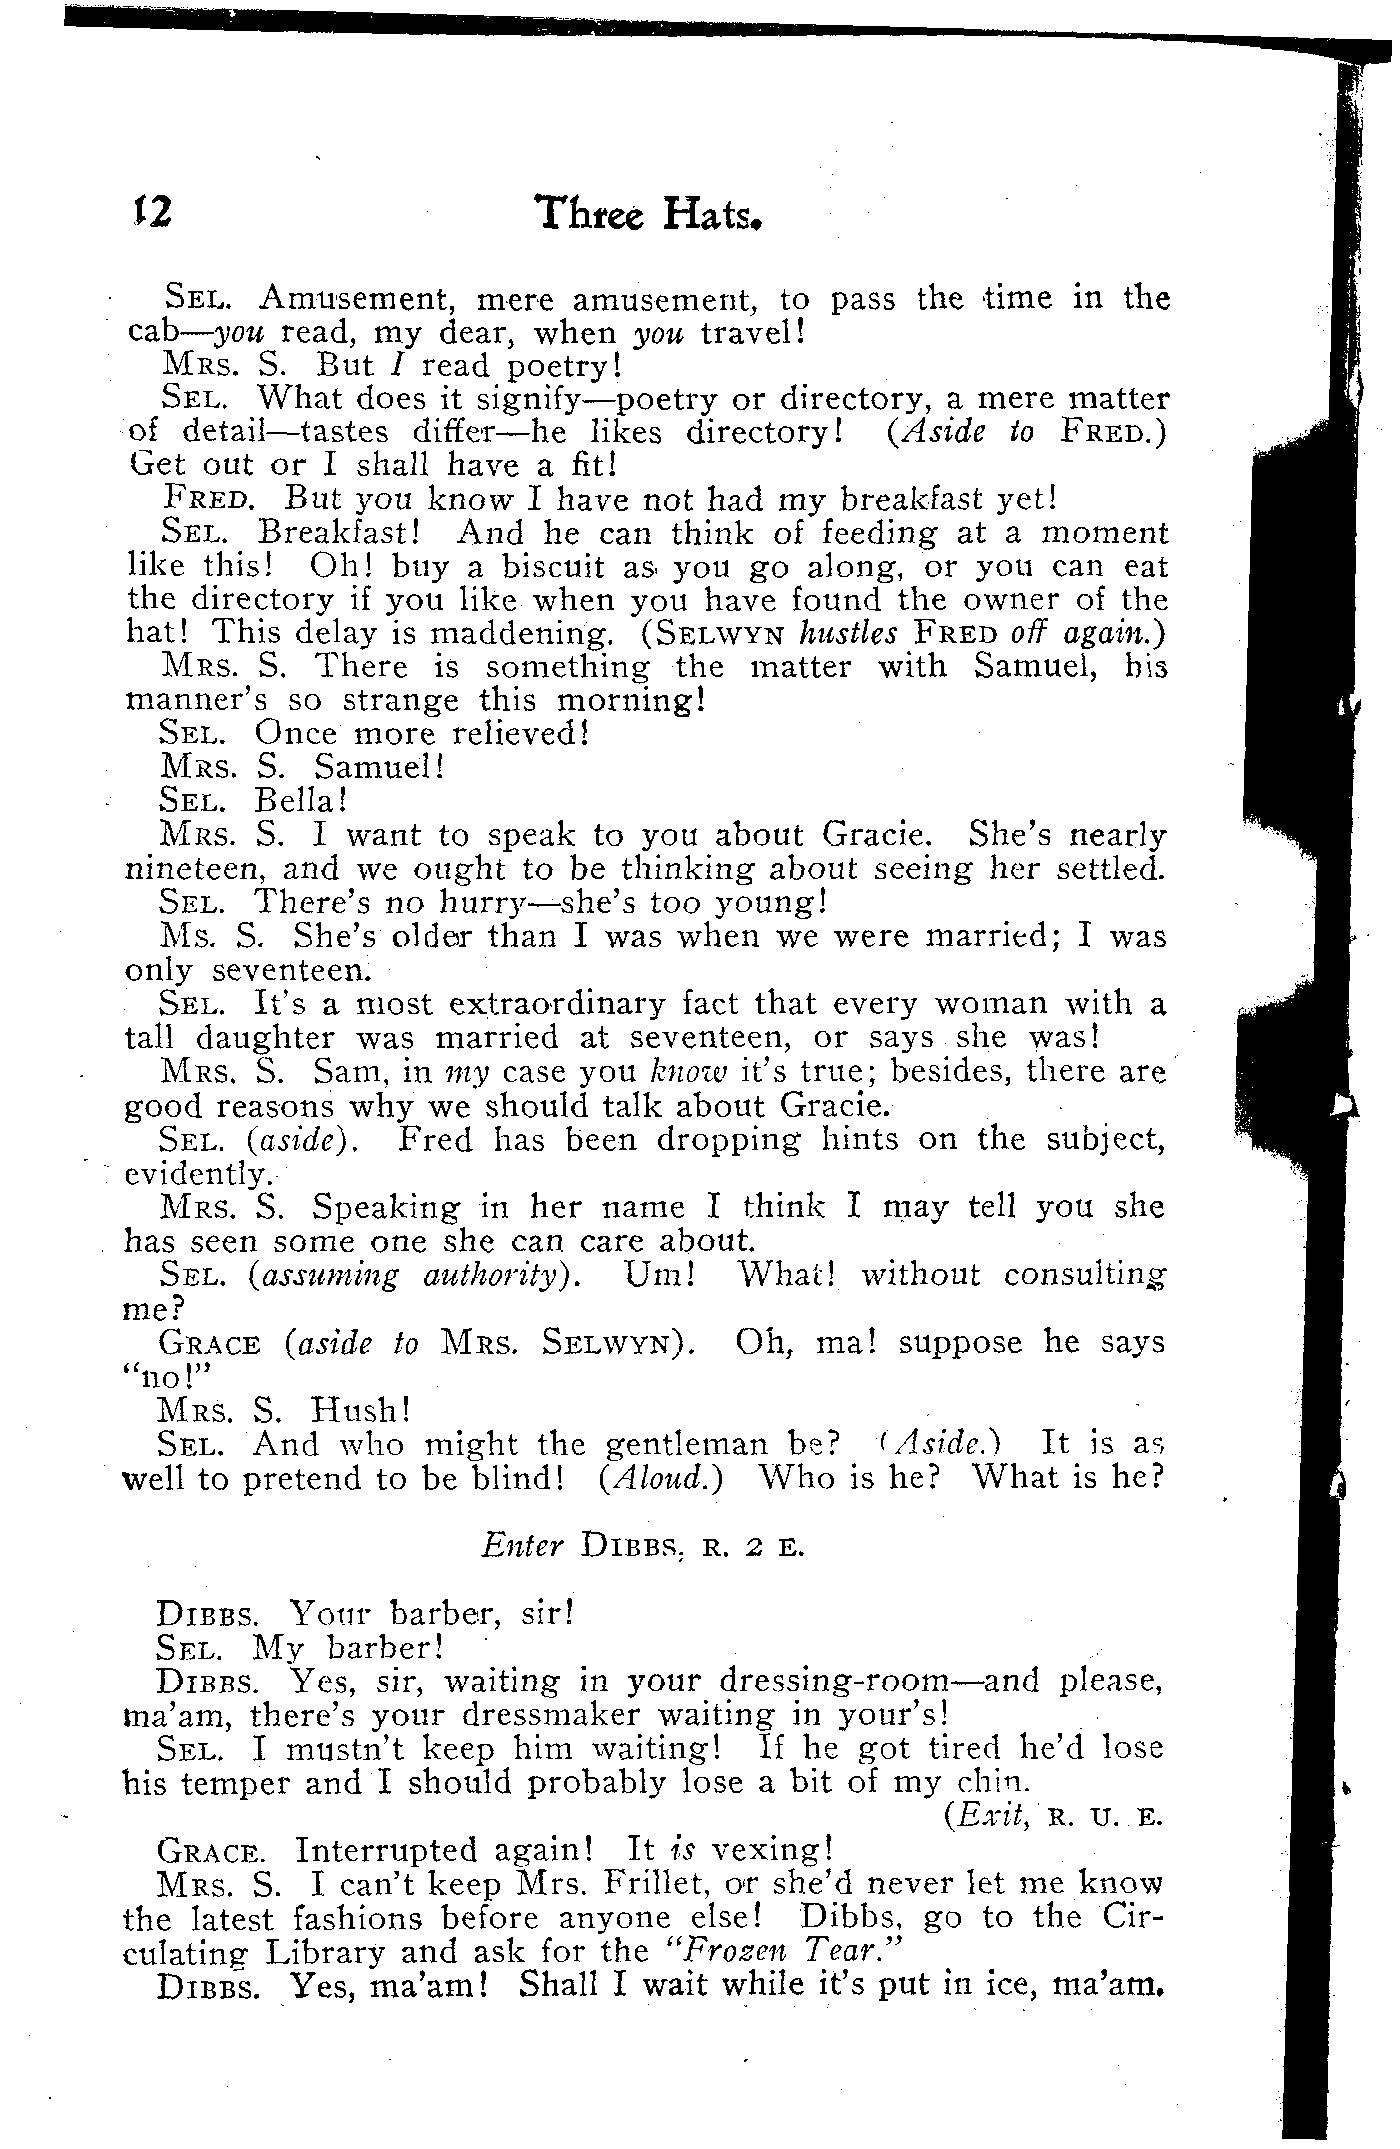 12 Three Hats.
SEL. Amusement, mere amusement, to pass the time in the
cab—you read, my dear, when you travel!
MRS. S. But I read poetry!
SEL. What does it signify—poetry or directory, a mere matter
of detail—tastes differ—he likes directory! (Aside to FRED.)
Get out or I shall have a fit!
FRED. But you know I have not had my breakfast yet!
SEL. Breakfast! And he can think of feeding at a moment
like this! Oh! buy a biscuit as you go along, or you can eat
the directory if you like when you have found the owner of the
hat! This delay is maddening. (SELWYN hustles FRED off again.)
MRS. S. There is something the matter with Samuel, his
manner's so strange this morning!
SEL. Once more relieved!
MRS. S. Samuel!
SEL. Bella!
MRS. S. I want to speak to you about Gracie. She's nearly
nineteen, and we ought to be thinking about seeing her settled.
SEL. There's no hurry—she's too young!
MS. S. She's older than I was when we were married; I was
only seventeen.
SEL. It's a most extraordinary fact that every woman with a
tall daughter was married at seventeen, or says she was!
MRS. S. Sam, in my case you know it's true; besides, there are
good reasons why we should talk about Gracie.
SEL. (aside). Fred has been dropping hints on the subject,
evidently.
MRS. S. Speaking in her name I think I may tell you she
has seen some one she can care about.
SEL. (assuming authority). Um! What! without consulting
me?
GRACE (aside to MRS. SELWYN). Oh, ma! suppose he says
"no!"
MRS. S. Hush!
SEL. And who might the gentleman be? (Aside.) It is as
well to pretend to be blind! (Aloud.) Who is he? What is he?
Enter DIBBS, R. 2 E.
DIBBS. Your barber, sir!
SEL. My barber!
DIBBS. Yes, sir, waiting in your dressing-room—and please,
ma'am, there's your dressmaker waiting in your's!
SEL. I mustn't keep him waiting! If he got tired he'd lose
his temper and I should probably lose a bit of my chin.
(Exit, R. U. E.
GRACE. Interrupted again! It is vexing!
MRS. S. I can't keep Mrs. Frillet, or she'd never let me know
the latest fashions before anyone else! Dibbs, go to the Cir-
culating Library and ask for the "Frozen Tear."
DIBBS. Yes, ma'am! Shall I wait while it's put in ice, ma'am.